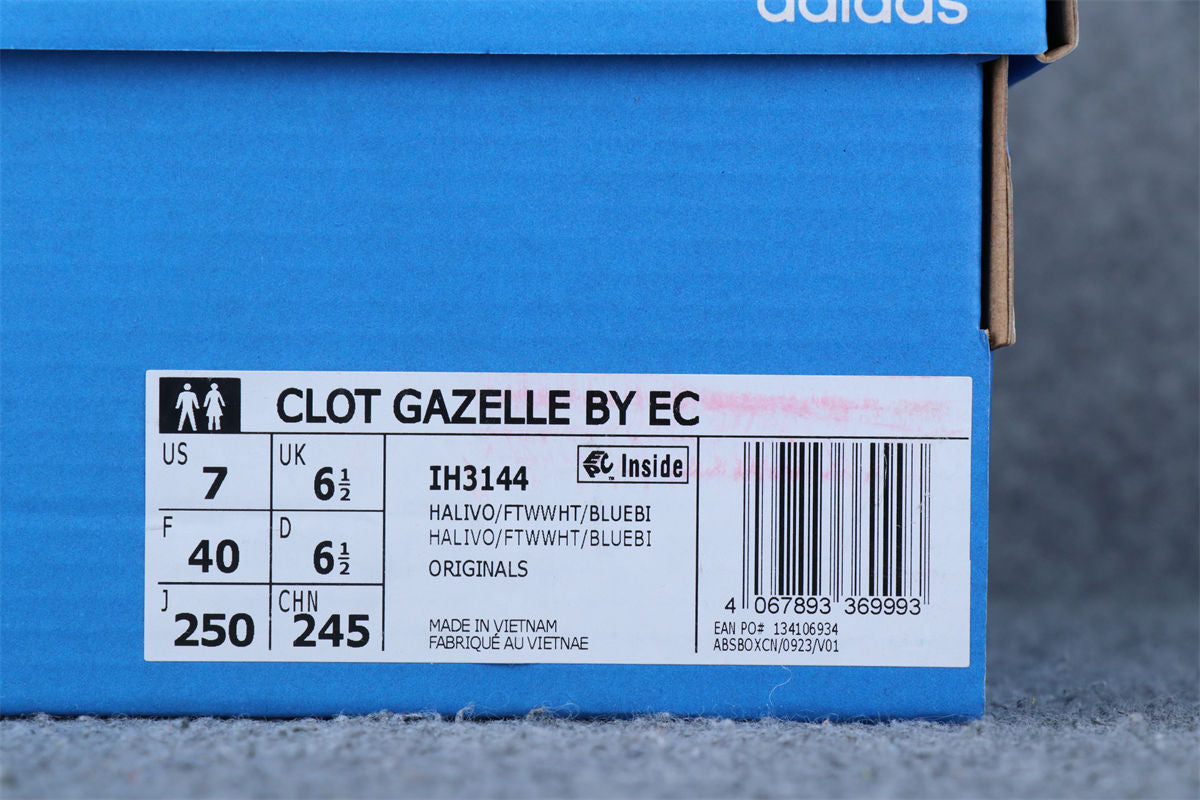 adidas
CLOT GAZELLE BY EC
US 7
UK 6½
F 40
D 6½
J 250
CHN 245
IH3144
EC Inside
TM
HALIVO/FTWWHT/BLUEBI
HALIVO/FTWWHT/BLUEBI
ORIGINALS
MADE IN VIETNAM
FABRIQUÉ AU VIETNAE
4 067893 369993
EAN PO# 134106934
ABSBOXCN/0923/V01